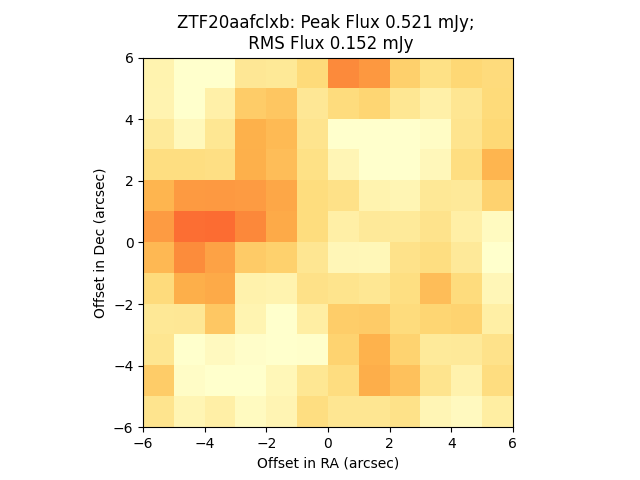 ZTF20aafclxb: Peak Flux 0.521 mJy;
RMS Flux 0.152 mJy
6
4
2
0
−2
−4
−6
Offset in Dec (arcsec)
−6 −4 −2 0 2 4 6
Offset in RA (arcsec)